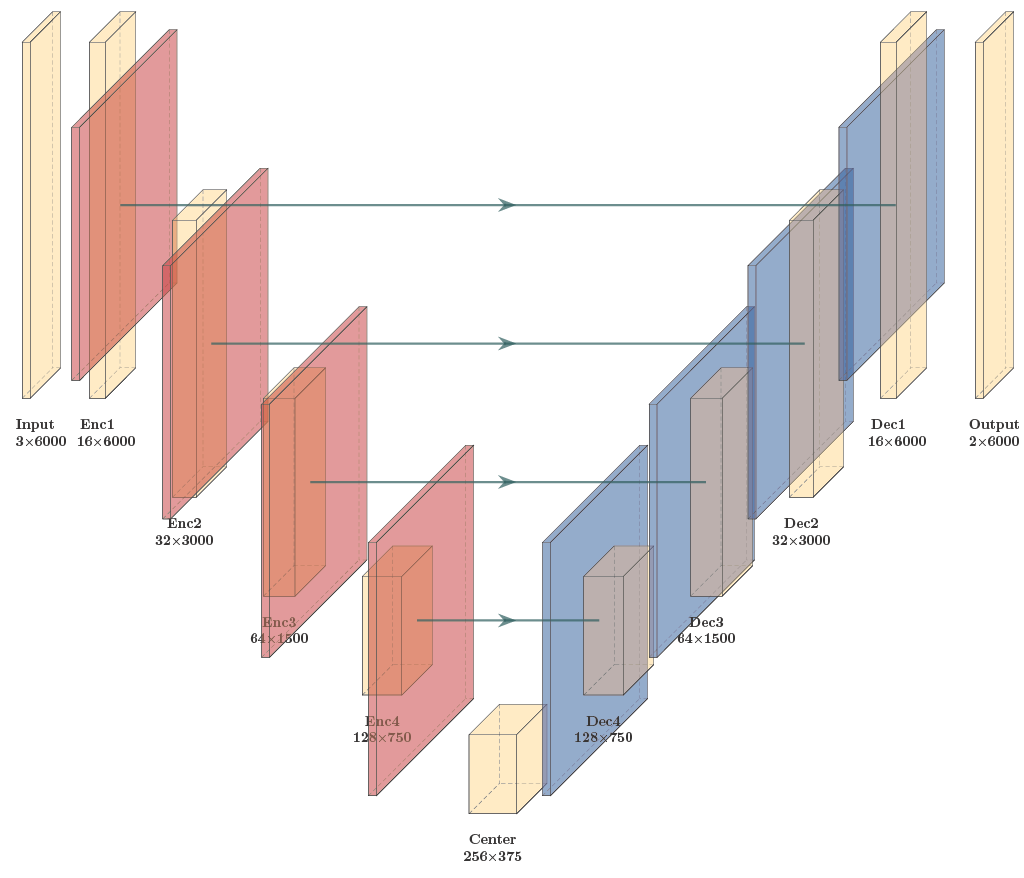 Input
3×6000
Enc1
16×6000
Dec1
16×6000
Output
2×6000
Enc2
32×3000
Dec2
32×3000
Enc3
64×1500
Dec3
64×1500
Enc4
128×750
Dec4
128×750
Center
256×375